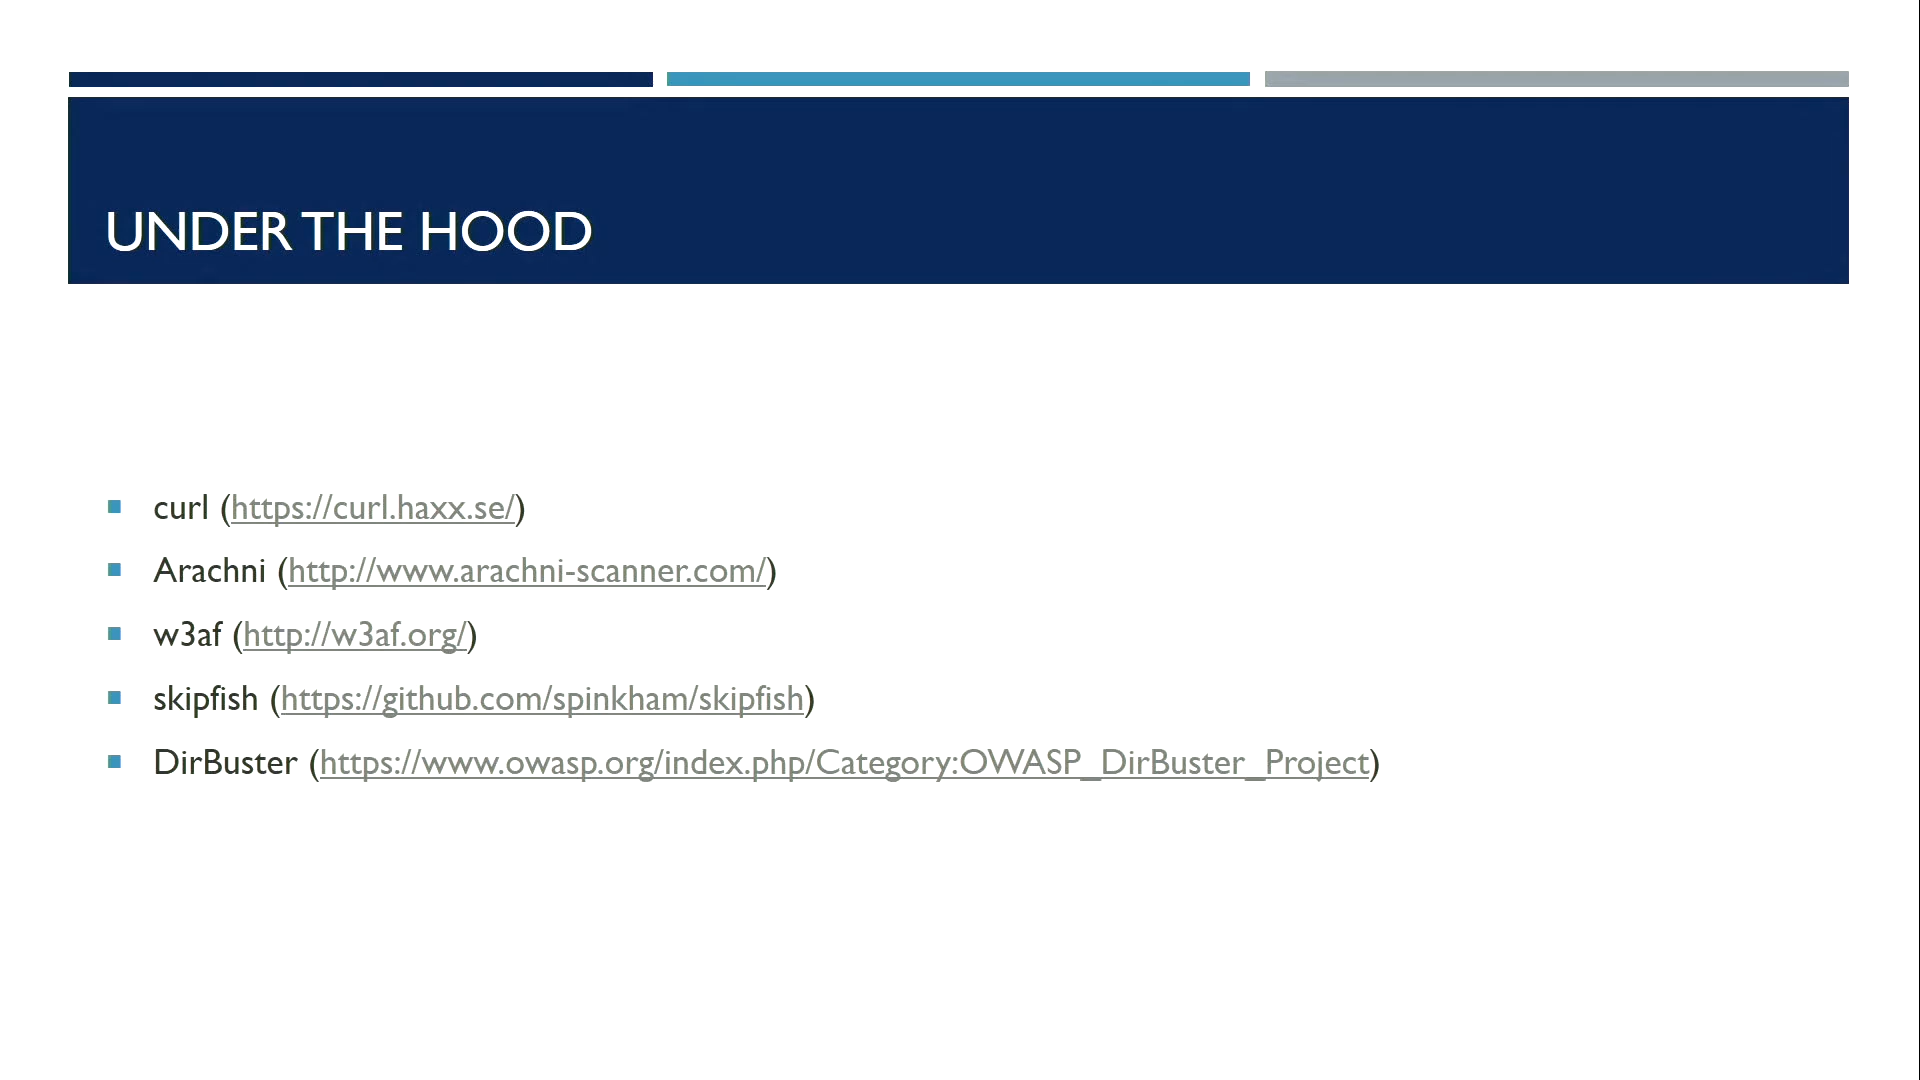 UNDER THE HOOD
curl (https://curl.haxx.se/)
Arachni (http://www.arachni-scanner.com/)
w3af (http://w3af.org/)
skipfish (https://github.com/spinkham/skipfish)
DirBuster (https://www.owasp.org/index.php/Category:OWASP_DirBuster_Project)